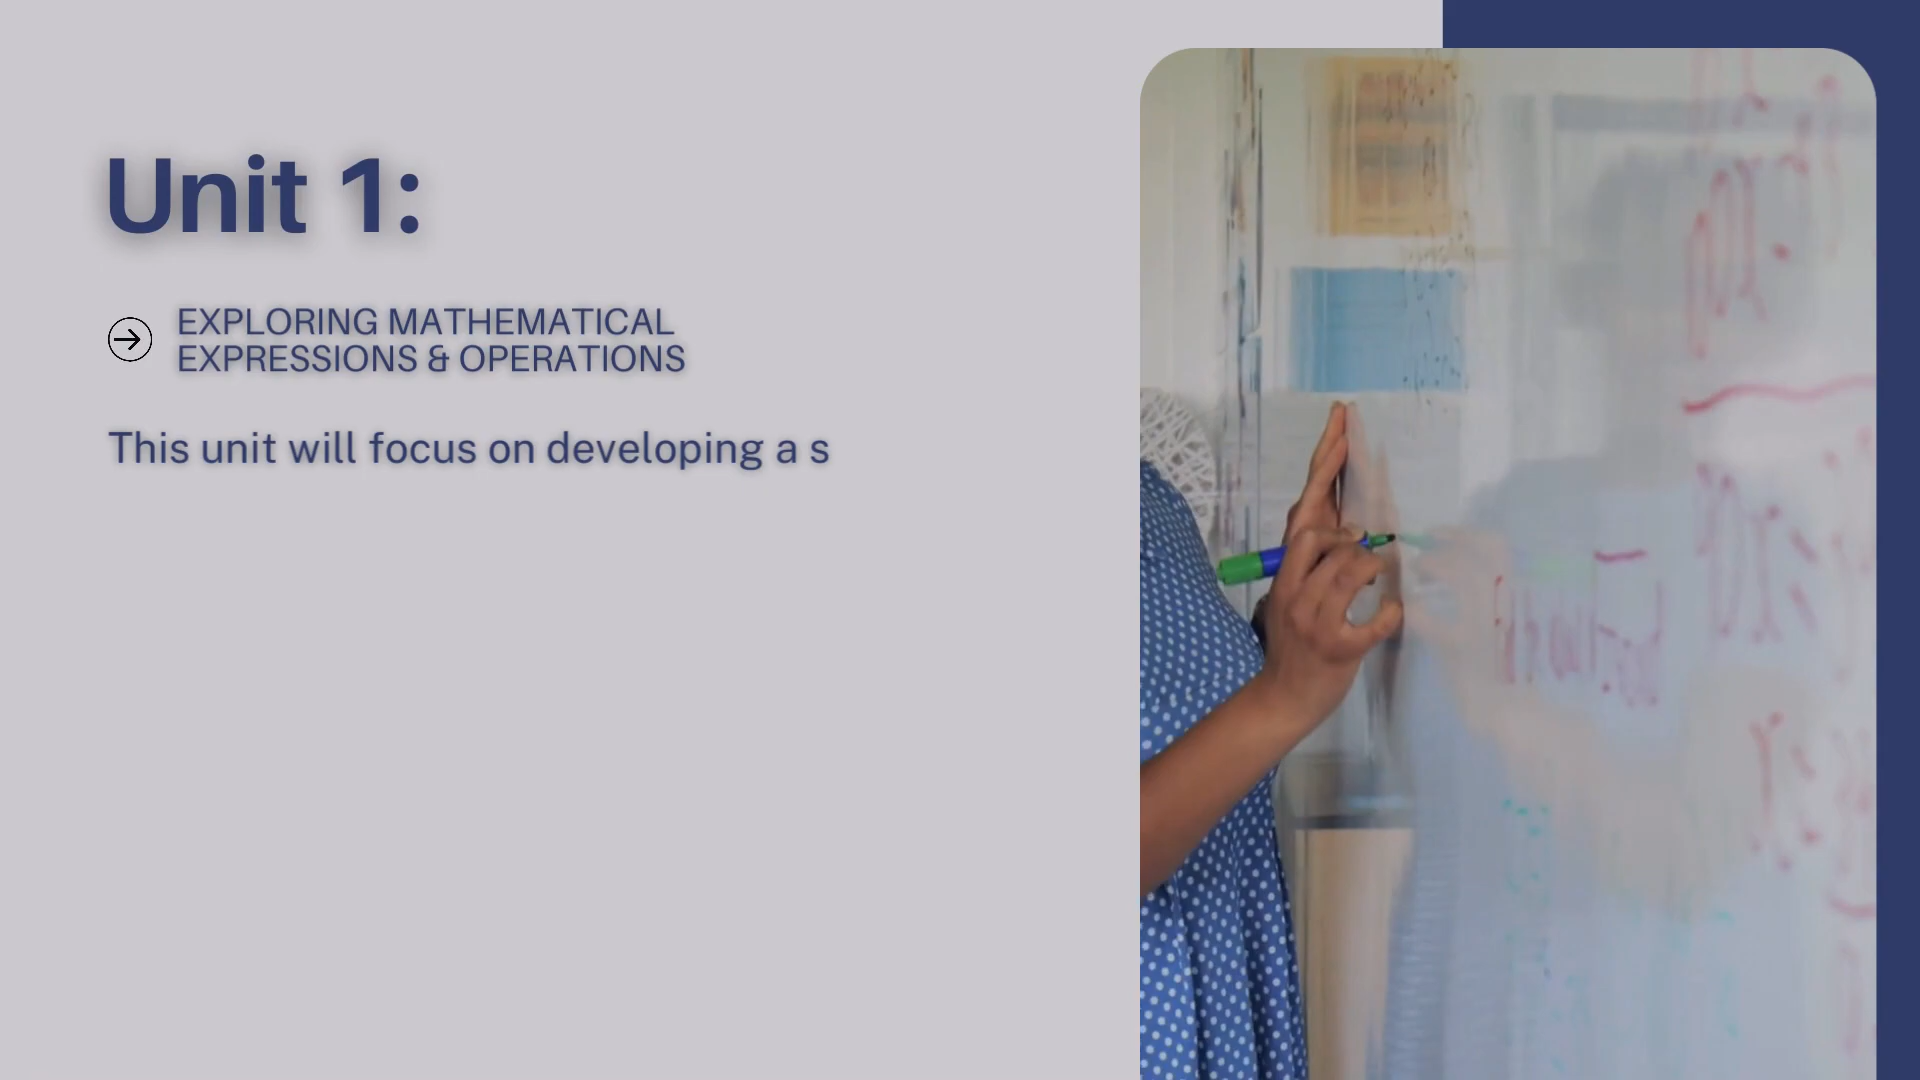 Unit 1:
EXPLORING MATHEMATICAL
EXPRESSIONS & OPERATIONS
This unit will focus on developing a s